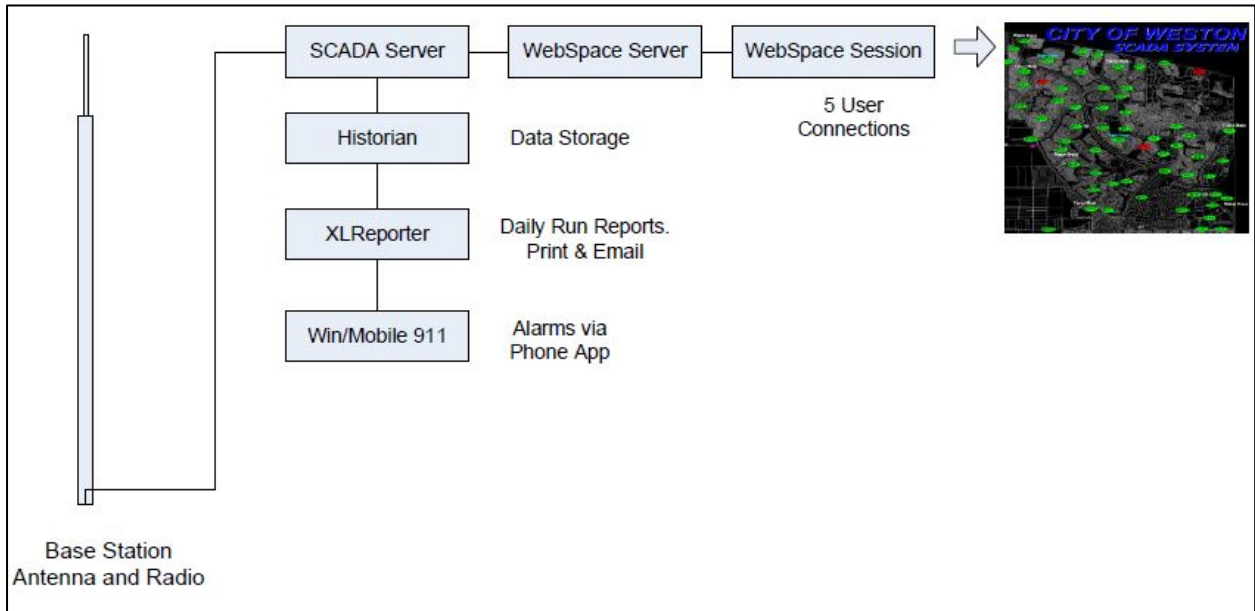 SCADA Server
WebSpace Server
WebSpace Session
CITY OF WESTON
SCADA SYSTEM
5 User
Connections
Historian
Data Storage
XLReporter
Daily Run Reports.
Print & Email
Win/Mobile 911
Alarms via
Phone App
Base Station
Antenna and Radio